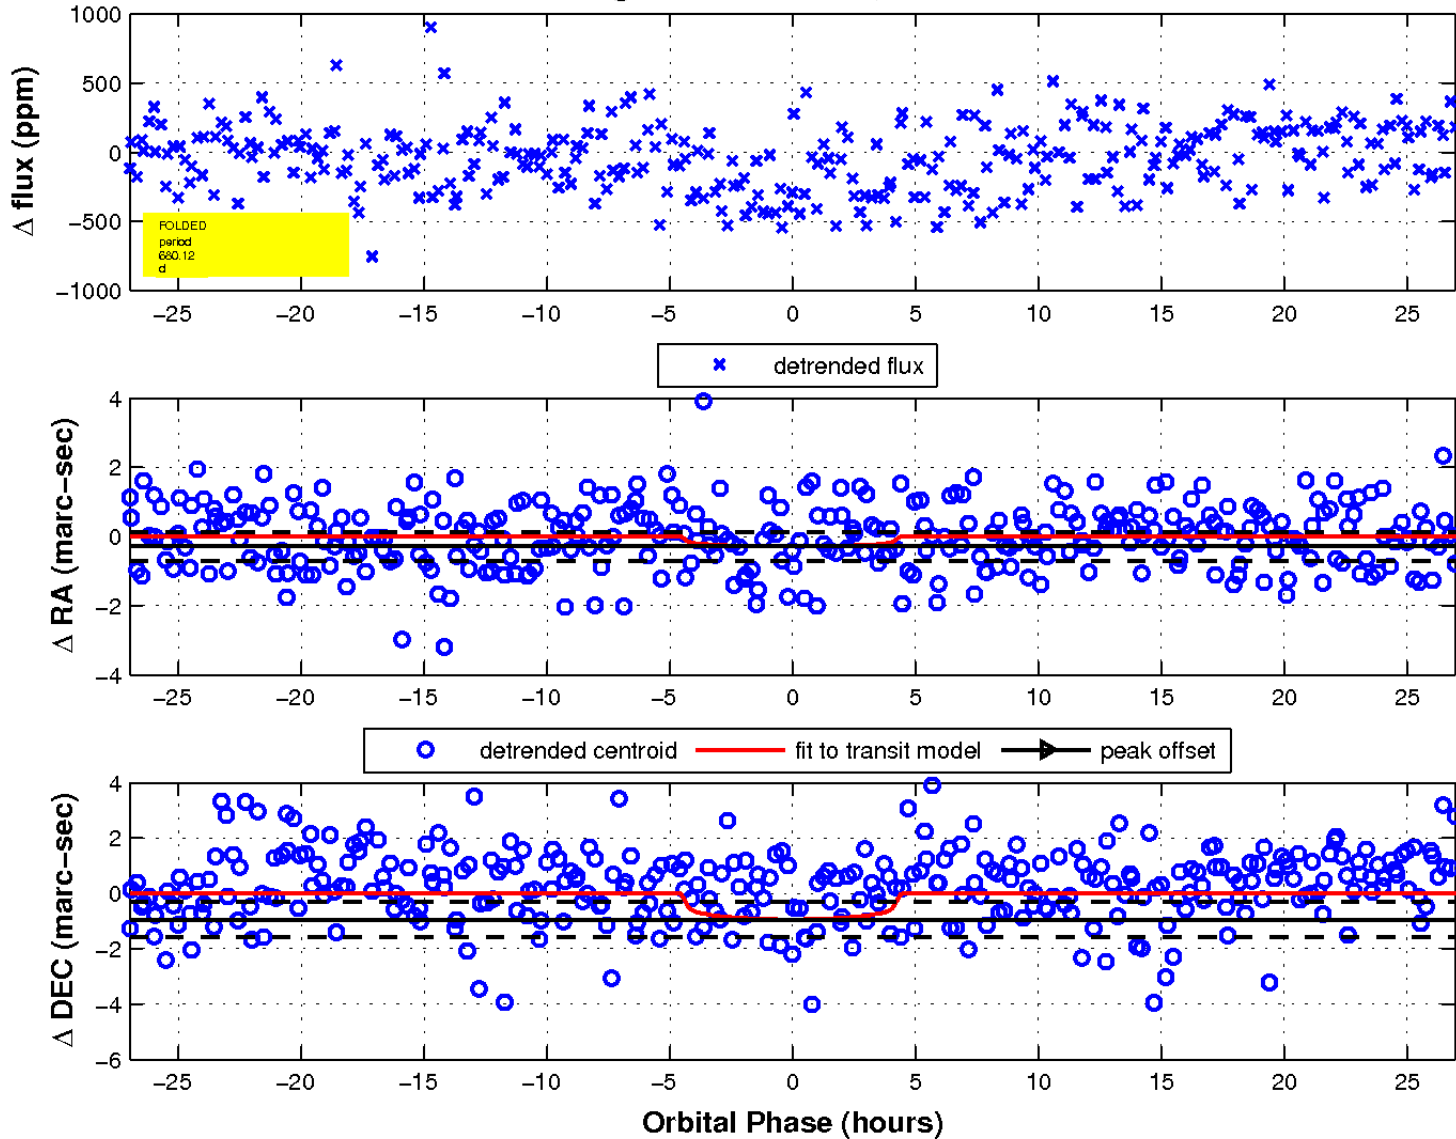 1000
500
0
−500
−1000
Δ flux (ppm)
FOLDED
period
680.12
d
−25 −20 −15 −10 −5 0 5 10 15 20 25
detrended flux
4
2
0
−2
−4
Δ RA (marc−sec)
−25 −20 −15 −10 −5 0 5 10 15 20 25
detrended centroid fit to transit model peak offset
4
2
0
−2
−4
−6
Δ DEC (marc−sec)
−25 −20 −15 −10 −5 0 5 10 15 20 25
Orbital Phase (hours)